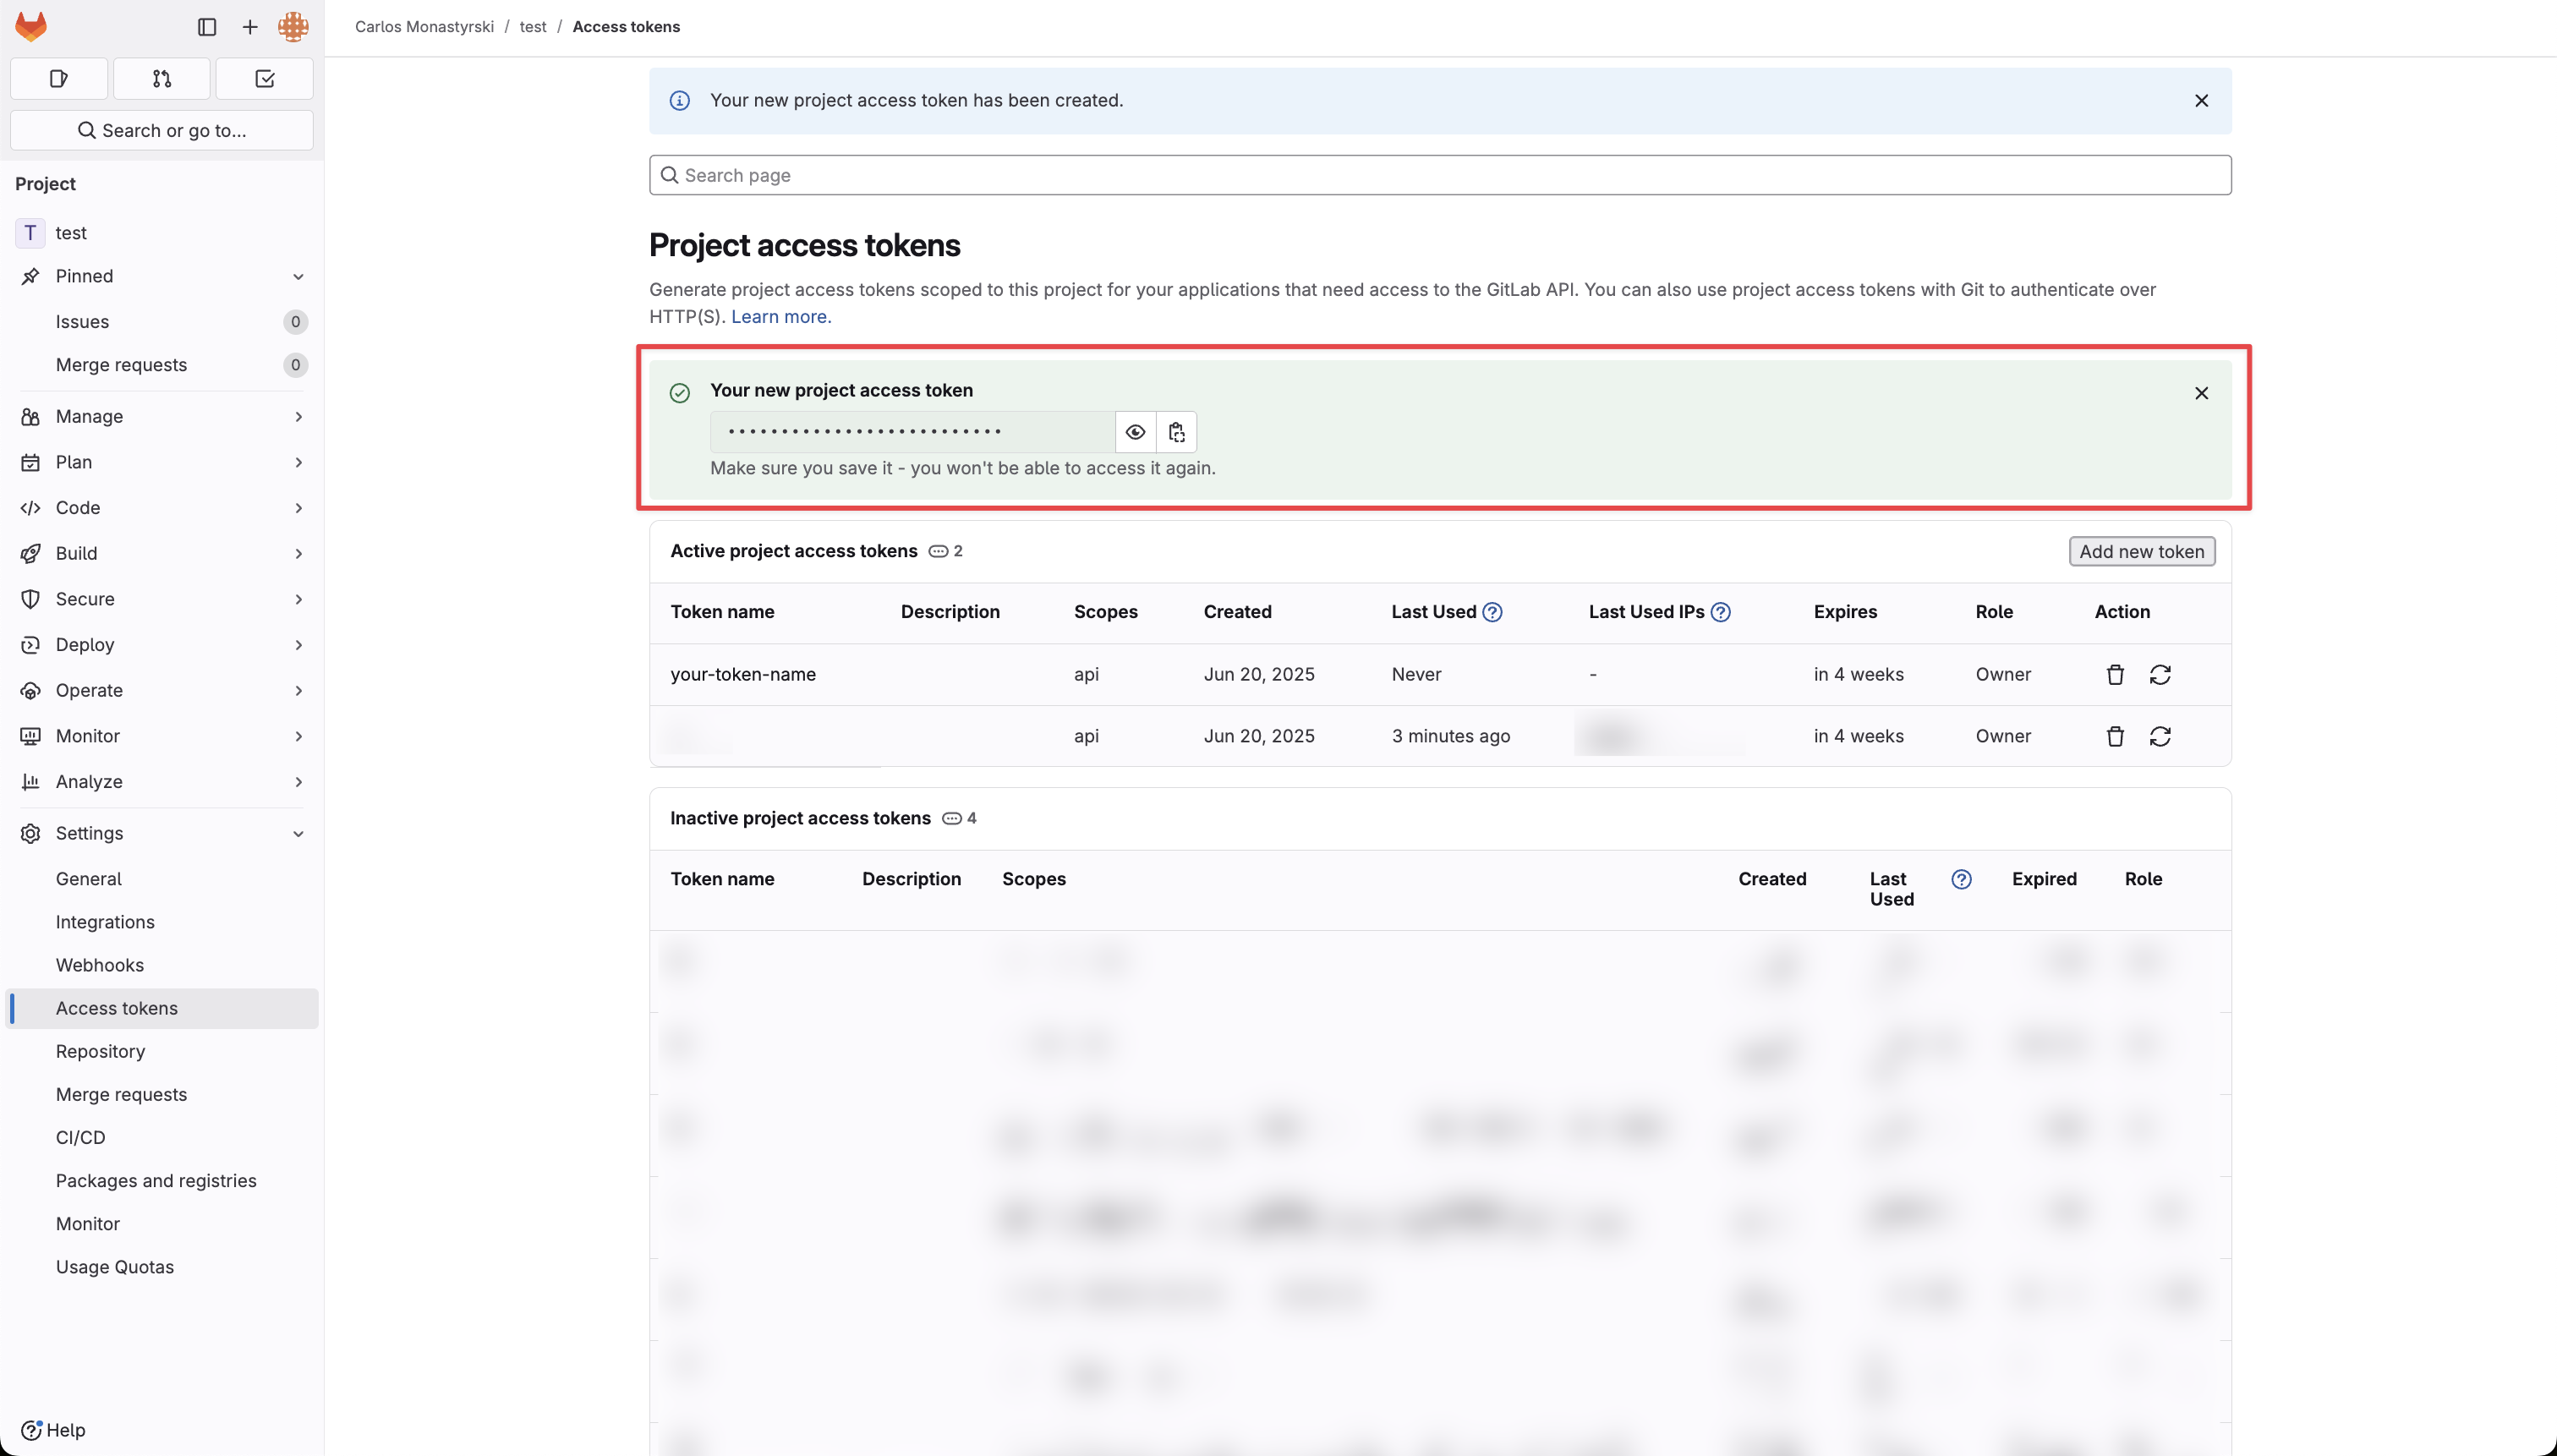 Carlos Monastyrski / test / Access tokens
Search or go to...
Project
T test
Pinned
Issues 0
Merge requests 0
Manage
Plan
Code
Build
Secure
Deploy
Operate
Monitor
Analyze
Settings
General
Integrations
Webhooks
Access tokens
Repository
Merge requests
CI/CD
Packages and registries
Monitor
Usage Quotas
Help
Your new project access token has been created.
Search page
Project access tokens
Generate project access tokens scoped to this project for your applications that need access to the GitLab API. You can also use project access tokens with Git to authenticate over
HTTP(S). Learn more.
Your new project access token
Make sure you save it - you won't be able to access it again.
Active project access tokens 2 Add new token
Token name Description Scopes Created Last Used Last Used IPs Expires Role Action
your-token-name api Jun 20, 2025 Never - in 4 weeks Owner
api Jun 20, 2025 3 minutes ago in 4 weeks Owner
Inactive project access tokens 4
Token name Description Scopes Created Last Used Expired Role